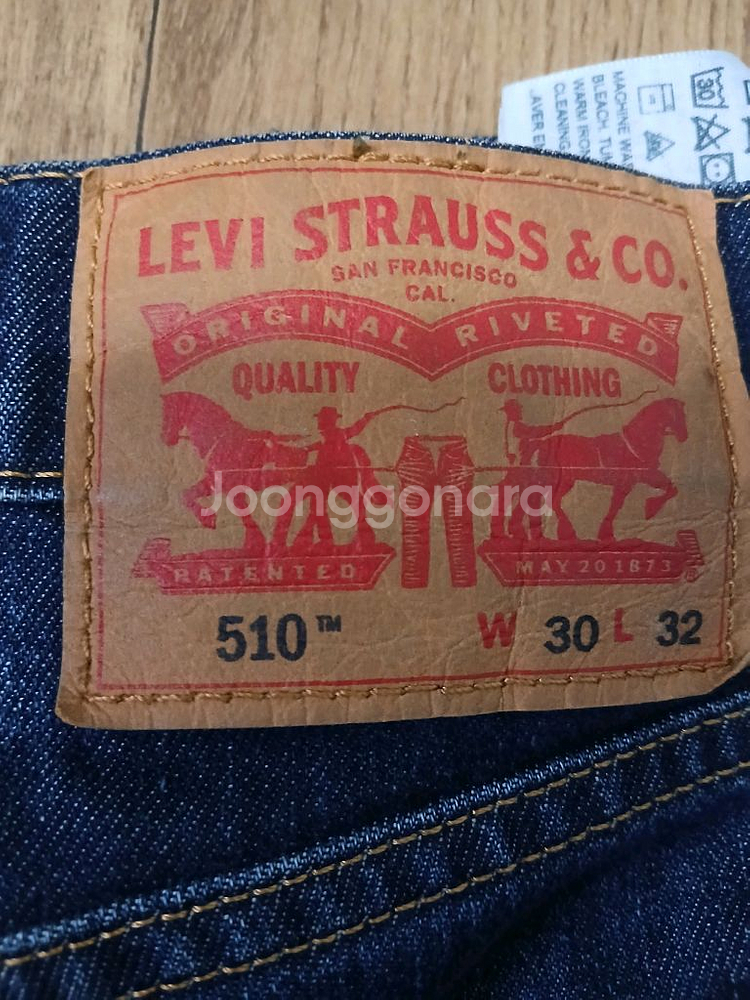 LEVI STRAUSS & CO.
SAN FRANCISCO
CAL.
ORIGINAL RIVETED
QUALITY CLOTHING
Joonggonara
PATENTED
MAY 20 1873
510™ W 30 L 32
30
MACHINE WA
BLEACH. TU
WARM IRON
CLEANING